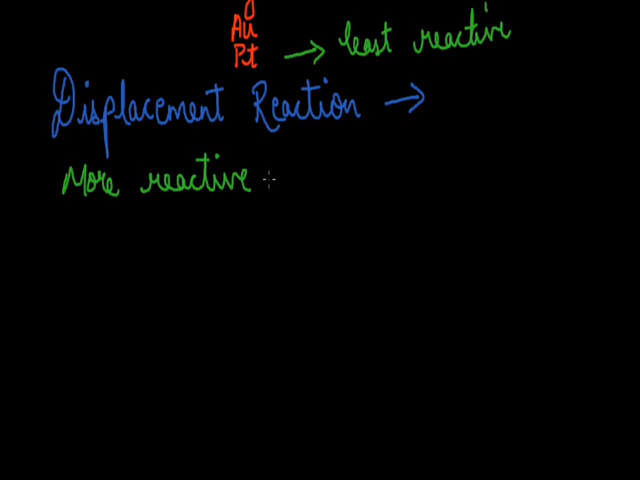 Au
Pt → least reactive
Displacement Reaction →
More reactive